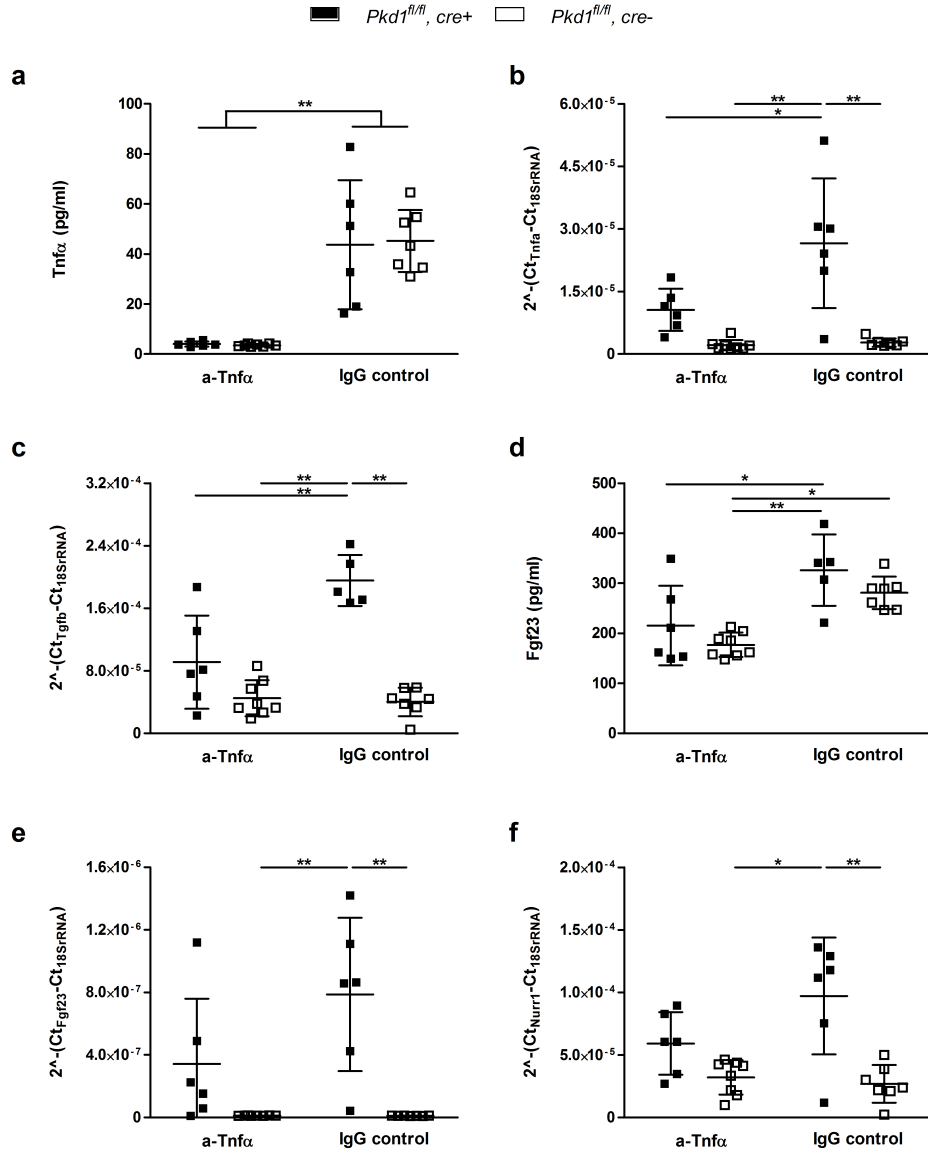 Pkd1fl/fl, cre+ Pkd1fl/fl, cre-
a
Tnfα (pg/ml)
100
80
60
40
20
0
**
a-Tnfα IgG control
b
2^-(CtTnfa-Ct18SrRNA)
6.0×10-5
4.5×10-5
3.0×10-5
1.5×10-5
0
** **
*
a-Tnfα IgG control
c
2^-(CtTgfb-Ct18SrRNA)
3.2×10-4
2.4×10-4
1.6×10-4
8.0×10-5
0
** **
**
a-Tnfα IgG control
d
Fgf23 (pg/ml)
500
400
300
200
100
0
*
*
**
a-Tnfα IgG control
e
2^-(CtFgf23-Ct18SrRNA)
1.6×10-6
1.2×10-6
8.0×10-7
4.0×10-7
0
** **
a-Tnfα IgG control
f
2^-(CtNurr1-Ct18SrRNA)
2.0×10-4
1.5×10-4
1.0×10-4
5.0×10-5
0
* **
a-Tnfα IgG control